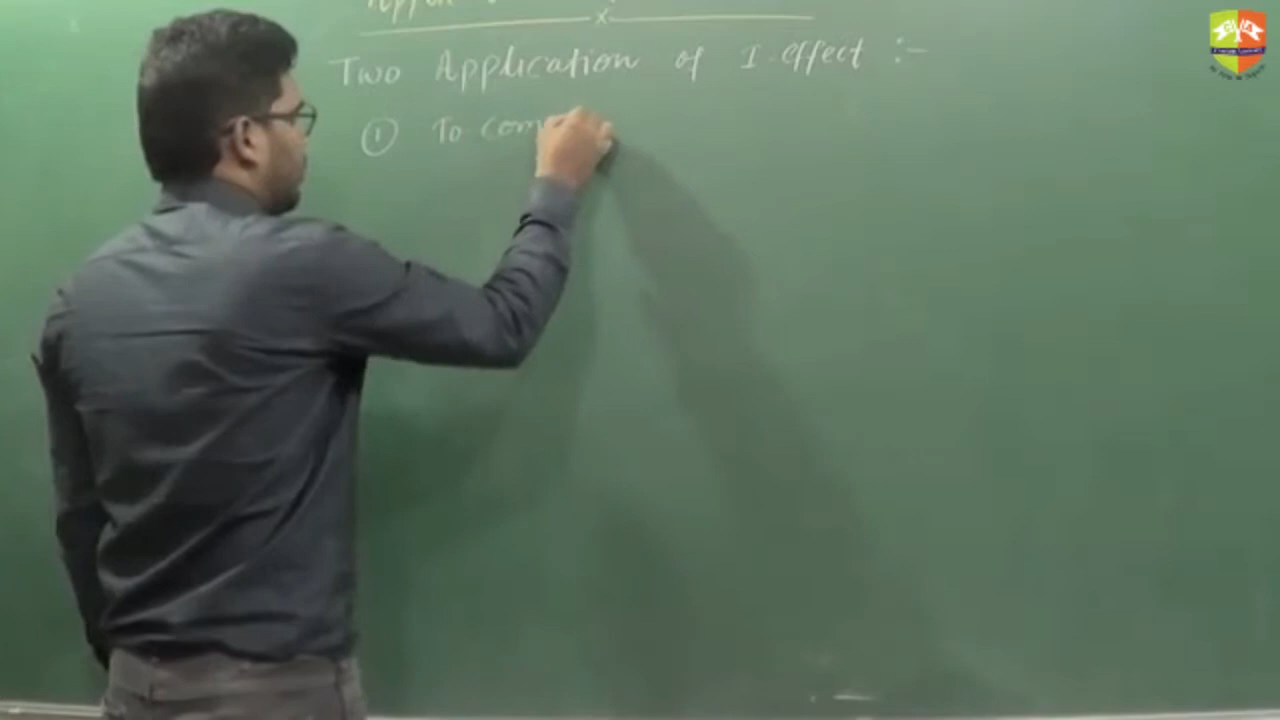 Two Application of I-effect :-
① To com